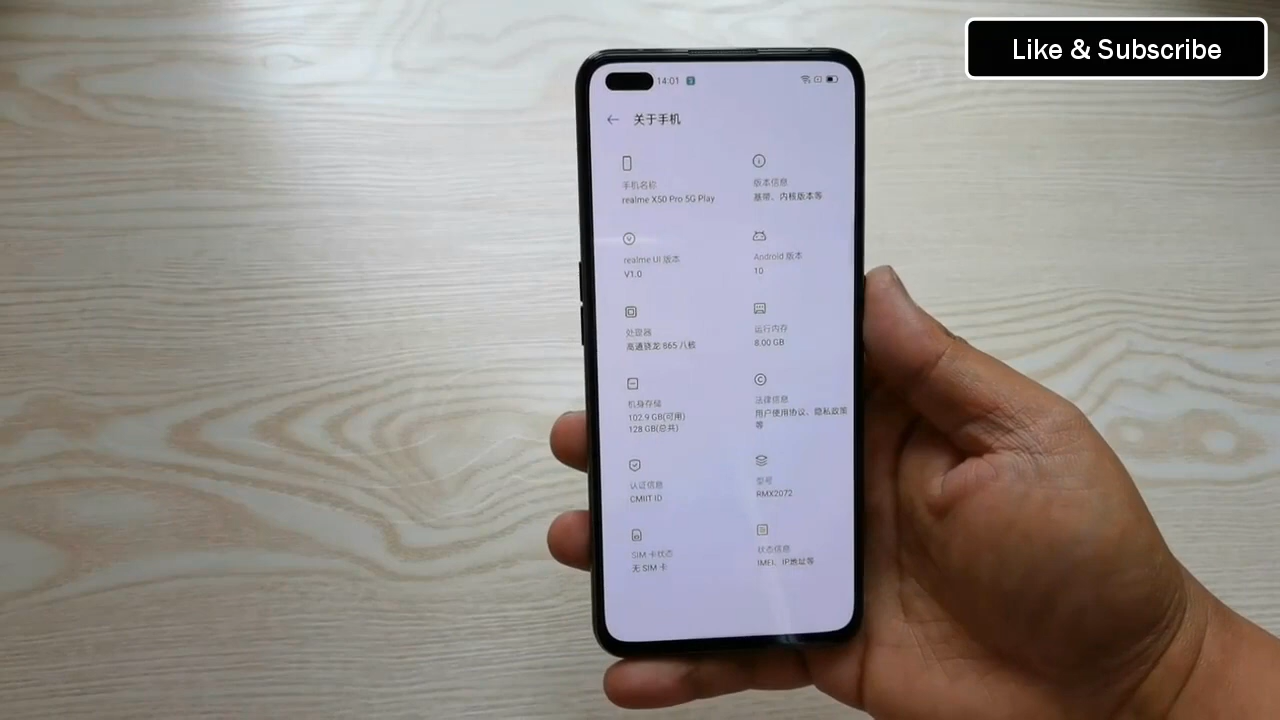 Like & Subscribe
14:01
关于手机
手机名称
realme X50 Pro 5G Play
版本信息
基带、内核版本等
realme UI 版本
V1.0
Android 版本
10
处理器
高通骁龙 865 八核
运行内存
8.00 GB
机身存储
102.9 GB(可用)
128 GB(总共)
法律信息
用户使用协议、隐私政策
等
认证信息
CMIIT ID
型号
RMX2072
SIM 卡状态
无 SIM 卡
状态信息
IMEI、IP地址等